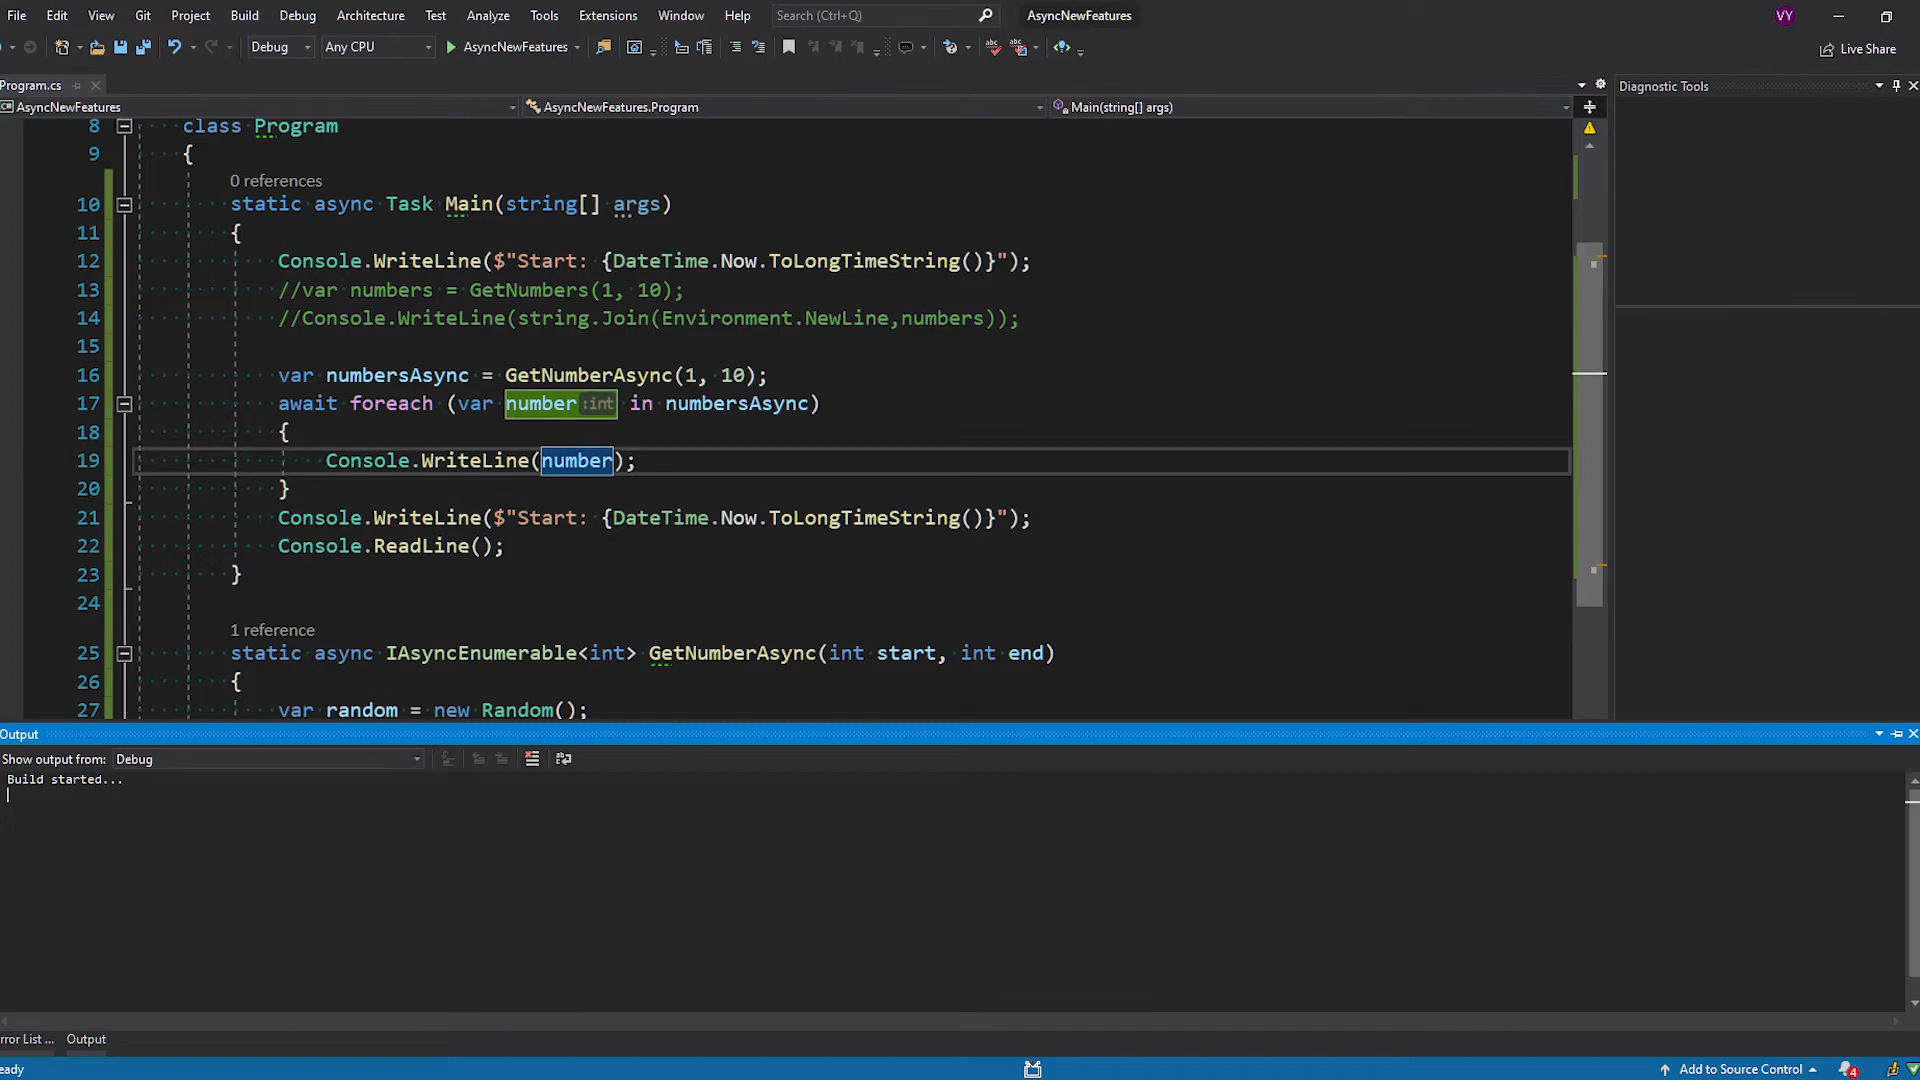 File Edit View Git Project Build Debug Architecture Test Analyze Tools Extensions Window Help Search (Ctrl+Q) AsyncNewFeatures VY
Debug Any CPU AsyncNewFeatures Live Share
Program.cs Diagnostic Tools
AsyncNewFeatures AsyncNewFeatures.Program Main(string[] args)
8 class Program
9 {
0 references
10 static async Task Main(string[] args)
11 {
12 Console.WriteLine($"Start: {DateTime.Now.ToLongTimeString()}");
13 //var numbers = GetNumbers(1, 10);
14 //Console.WriteLine(string.Join(Environment.NewLine,numbers));
15
16 var numbersAsync = GetNumberAsync(1, 10);
17 await foreach (var number :int in numbersAsync)
18 {
19 Console.WriteLine(number);
20 }
21 Console.WriteLine($"Start: {DateTime.Now.ToLongTimeString()}");
22 Console.ReadLine();
23 }
24
1 reference
25 static async IAsyncEnumerable<int> GetNumberAsync(int start, int end)
26 {
27 var random = new Random();
Output
Show output from: Debug
Build started...
rror List ... Output
eady Add to Source Control 4